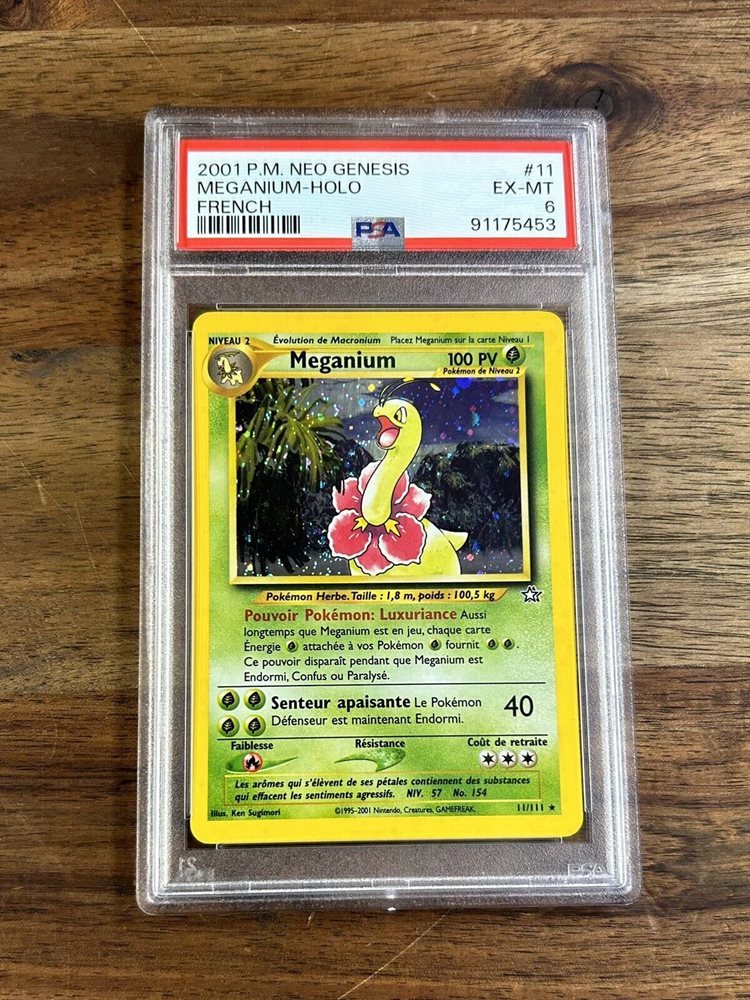 2001 P.M. NEO GENESIS #11
MEGANIUM-HOLO EX-MT
FRENCH 6
PSA 91175453
NIVEAU 2 Évolution de Macronium Placez Meganium sur la carte Niveau 1
Meganium 100 PV
Pokémon de Niveau 2
Pokémon Herbe. Taille : 1,8 m, poids : 100,5 kg
Pouvoir Pokémon: Luxuriance Aussi
longtemps que Meganium est en jeu, chaque carte
Énergie attachée à vos Pokémon fournit .
Ce pouvoir disparaît pendant que Meganium est
Endormi, Confus ou Paralysé.
Senteur apaisante Le Pokémon 40
Défenseur est maintenant Endormi.
Faiblesse Résistance Coût de retraite
Les arômes qui s'élèvent de ses pétales contiennent des substances
qui effacent les sentiments agressifs. NIV. 57 No. 154
Illus. Ken Sugimori ©1995-2001 Nintendo, Creatures, GAMEFREAK. 11/111 ★